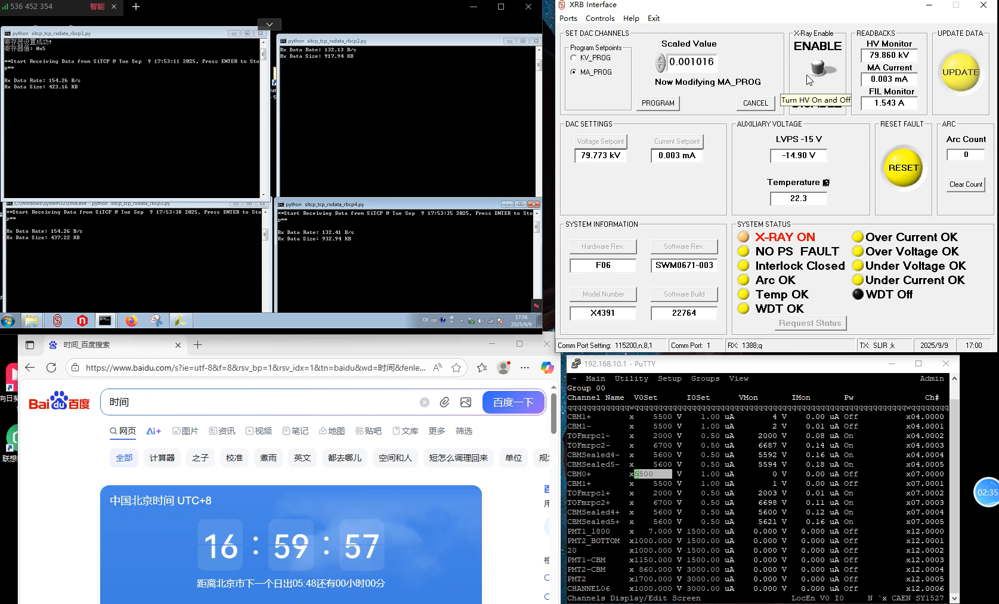 536 452 354 智能
python sitcp_tcp_rxdata_rbcp1.py
寄存器设置成功!
寄存器值: 0x5
**Start Receiving Data from SiTCP @ Tue Sep 9 17:53:11 2025, Press ENTER to Sto
p**
Rx Data Rate: 154.26 B/s
Rx Data Size: 423.16 KB
python sitcp_tcp_rxdata_rbcp2.py
Rx Data Rate: 132.13 B/s
Rx Data Size: 917.94 KB
C:\Windows\system32\cmd.exe - python sitcp_tcp_rxdata_rbcp3.py
**Start Receiving Data from SiTCP @ Tue Sep 9 17:53:38 2025, Press ENTER to Sto
p**
Rx Data Rate: 154.26 B/s
Rx Data Size: 437.22 KB
python sitcp_tcp_rxdata_rbcp4.py
**Start Receiving Data from SiTCP @ Tue Sep 9 17:53:35 2025, Press ENTER to Sto
p**
Rx Data Rate: 132.41 B/s
Rx Data Size: 932.94 KB
CH
17:56
2025/9/9
XRB Interface
Ports Controls Help Exit
SET DAC CHANNELS
Program Setpoints
KV_PROG
MA_PROG
Scaled Value
0.001016
Now Modifying MA_PROG
PROGRAM CANCEL
X-Ray Enable
ENABLE
Turn HV On and Off
READBACKS
HV Monitor
79.860 kV
MA Current
0.003 mA
FIL Monitor
1.543 A
UPDATE DATA
UPDATE
DAC SETTINGS
Voltage Setpoint Current Setpoint
79.773 kV 0.003 mA
AUXILIARY VOLTAGE
LVPS -15 V
-14.90 V
Temperature 癈
22.3
RESET FAULT
RESET
ARC
Arc Count
0
Clear Count
SYSTEM INFORMATION
Hardware Rev. Software Rev.
F06 SWM0671-003
Model Number Software Build
X4391 22764
SYSTEM STATUS
X-RAY ON Over Current OK
NO PS FAULT Over Voltage OK
Interlock Closed Under Voltage OK
Arc OK Under Current OK
Temp OK WDT Off
WDT OK
Request Status
Comm Port Setting: 115200,n,8,1 Comm Port: 1 RX: 1388;q TX: SLIR ;k 2025/9/9 17:00
时间_百度搜索
https://www.baidu.com/s?ie=utf-8&f=8&rsv_bp=1&rsv_idx=1&tn=baidu&wd=时间&fenle...
Bai du 百度
时间
百度一下
网页 Ai+ 图片 资讯 视频 笔记 地图 贴吧 文库 更多 筛选
全部 计算器 之子 校准 煮雨 英文 都去哪儿 空间和人 短怎么调理回来 单位
中国北京时间 UTC+8
16 : 59 : 57
距离北京市下一个日出05:48还有00小时00分
192.168.10.1 - PuTTY
- Main Utility Setup Groups View Admin
Group 00
Channel Name V0Set I0Set VMon IMon Pw Ch#
qqqqqqqqqqqqqwqqqqqqqqqqqqqqqqqqqqqqqqqqqqqqqqqqqqqqqqqqqqqqqqqqqqqqqwqqqqqqqq
CBM1+ x 5500 V 1.00 uA 4 V 0.00 uA Off x04.0000
CBM1- x 5500 V 1.00 uA 2 V 0.01 uA Off x04.0001
TOFmrpc1- x 2000 V 0.50 uA 2000 V 0.08 uA On x04.0002
TOFmrpc2- x 6700 V 0.50 uA 6687 V 0.14 uA On x04.0003
CBMSealed4- x 5600 V 0.50 uA 5592 V 0.16 uA On x04.0004
CBMSealed5- x 5600 V 0.50 uA 5594 V 0.18 uA On x04.0005
CBM0+ x5500 V 1.00 uA 0 V 0.00 uA Off x07.0000
CBM1+ x 5500 V 1.00 uA 1 V 0.00 uA Off x07.0001
TOFmrpc1+ x 2000 V 0.50 uA 2003 V 0.01 uA On x07.0002
TOFmrpc2+ x 6700 V 0.50 uA 6698 V 0.11 uA On x07.0003
CBMSealed4+ x 5600 V 0.50 uA 5600 V 0.12 uA On x07.0004
CBMSealed5+ x 5600 V 0.50 uA 5621 V 0.16 uA On x07.0005
PMT1_1800 x 7.000 V 1500.00 uA 0.000 V 0.000 uA Off x12.0000
PMT2_BOTTOM x1000.000 V 1500.00 uA 0.000 V 0.000 uA Off x12.0001
20 x1000.000 V 1500.00 uA 0.000 V 0.000 uA Off x12.0002
PMT1-CBM x1150.000 V 1500.00 uA 0.000 V 0.000 uA Off x12.0003
PMT2-CBM x 860.000 V 3000.00 uA 0.000 V 0.000 uA Off x12.0004
PMT2 x1700.000 V 3000.00 uA 0.000 V 0.000 uA Off x12.0005
CHANNEL06 x1000.000 V 3000.00 uA 0.000 V 0.000 uA Off x12.0006
Channels Display/Edit Screen LocEn V0 I0 N `x CAEN SY1527
02:35